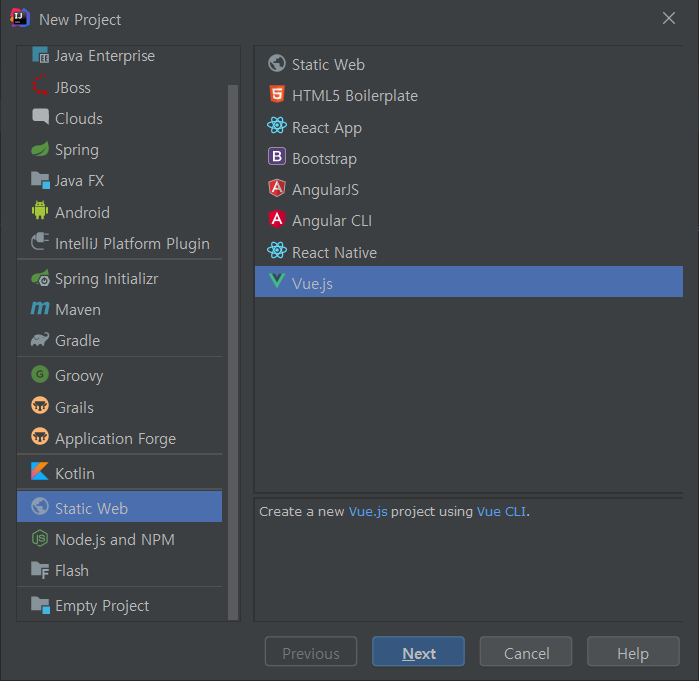 New Project
Java Enterprise
JBoss
Clouds
Spring
Java FX
Android
IntelliJ Platform Plugin
Spring Initializr
Maven
Gradle
Groovy
Grails
Application Forge
Kotlin
Static Web
Node.js and NPM
Flash
Empty Project
Static Web
HTML5 Boilerplate
React App
Bootstrap
AngularJS
Angular CLI
React Native
Vue.js
Create a new Vue.js project using Vue CLI.
Previous
Next
Cancel
Help